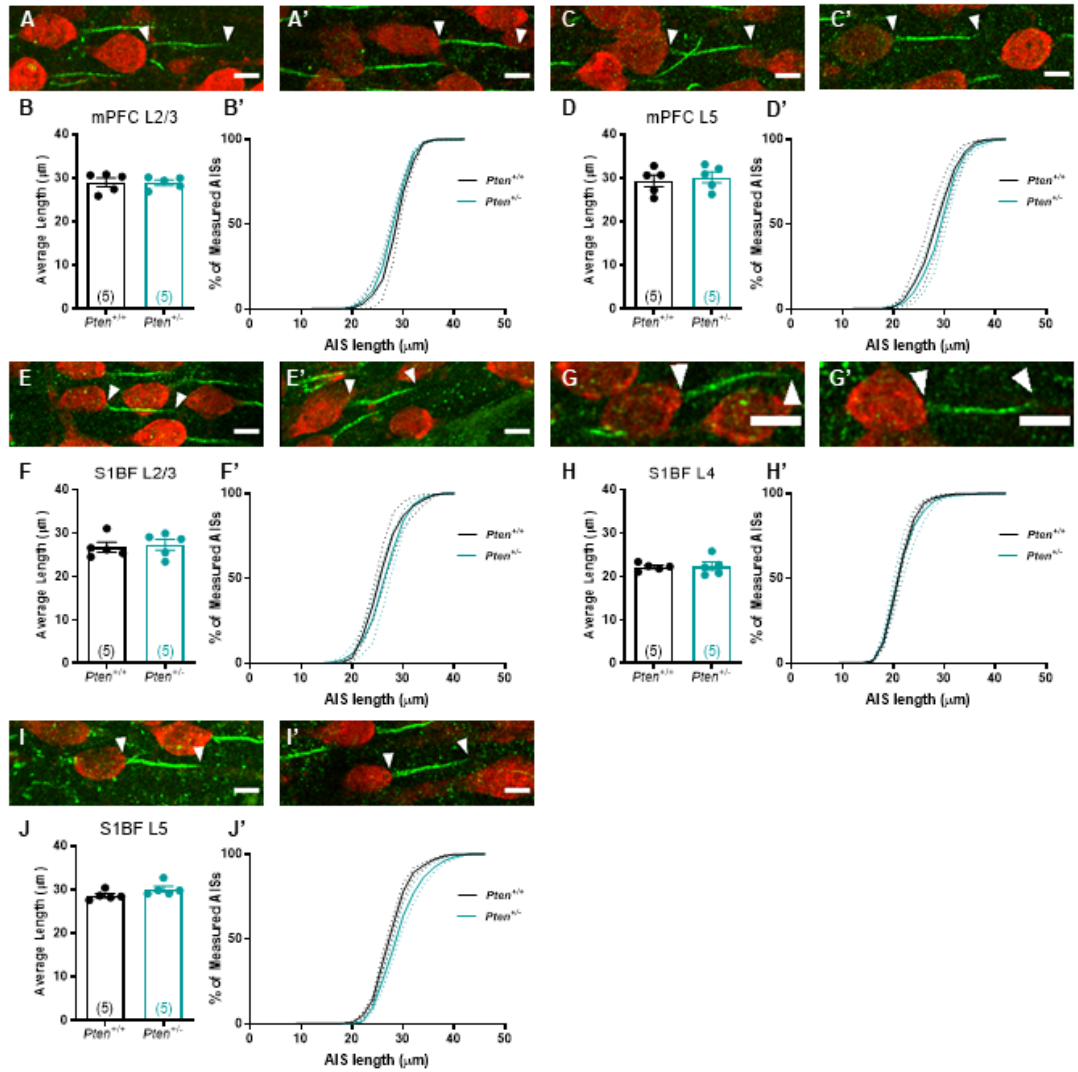 A A' C C'
B B' D D'
mPFC L2/3
mPFC L5
Average Length (μm)
40
30
20
10
0
(5) (5)
Pten+/+ Pten+/-
% of Measured AISs
100
50
0
Pten+/+
Pten+/-
0 10 20 30 40 50
AIS length (μm)
Average Length (μm)
40
30
20
10
0
(5) (5)
Pten+/+ Pten+/-
% of Measured AISs
100
50
0
Pten+/+
Pten+/-
0 10 20 30 40 50
AIS length (μm)
E E' G G'
F F' H H'
S1BF L2/3
S1BF L4
Average Length (μm)
40
30
20
10
0
(5) (5)
Pten+/+ Pten+/-
% of Measured AISs
100
50
0
Pten+/+
Pten+/-
0 10 20 30 40 50
AIS length (μm)
Average Length (μm)
40
30
20
10
0
(5) (5)
Pten+/+ Pten+/-
% of Measured AISs
100
50
0
Pten+/+
Pten+/-
0 10 20 30 40 50
AIS length (μm)
I I'
J J'
S1BF L5
Average Length (μm)
40
30
20
10
0
(5) (5)
Pten+/+ Pten+/-
% of Measured AISs
100
50
0
Pten+/+
Pten+/-
0 10 20 30 40 50
AIS length (μm)